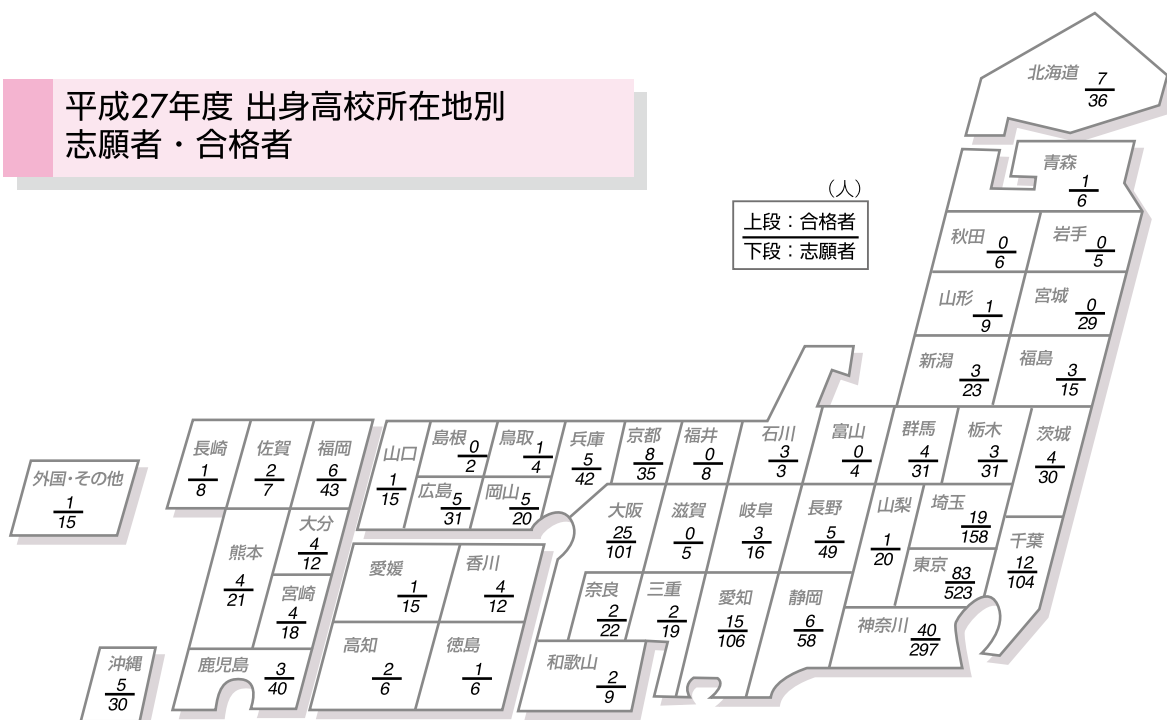 平成27年度 出身高校所在地別
志願者・合格者
(人)
上段：合格者
下段：志願者
北海道 7
36
青森 1
6
秋田 0
6
岩手 0
5
山形 1
9
宮城 0
29
新潟 3
23
福島 3
15
長崎
1
8
佐賀
2
7
福岡
6
43
山口
1
15
島根 0
2
鳥取 1
4
広島 5
31
岡山 5
20
兵庫
5
42
京都
8
35
福井
0
8
石川
3
3
富山
0
4
群馬
4
31
栃木
3
31
茨城
4
30
外国・その他
1
15
熊本
4
21
大分
4
12
宮崎
4
18
鹿児島 3
40
沖縄
5
30
愛媛
1
15
香川
4
12
高知
2
6
徳島
1
6
大阪
25
101
滋賀
0
5
岐阜
3
16
長野
5
49
山梨
1
20
埼玉
19
158
千葉
12
104
東京 83
523
神奈川 40
297
奈良
2
22
三重
2
19
愛知
15
106
静岡
6
58
和歌山
2
9